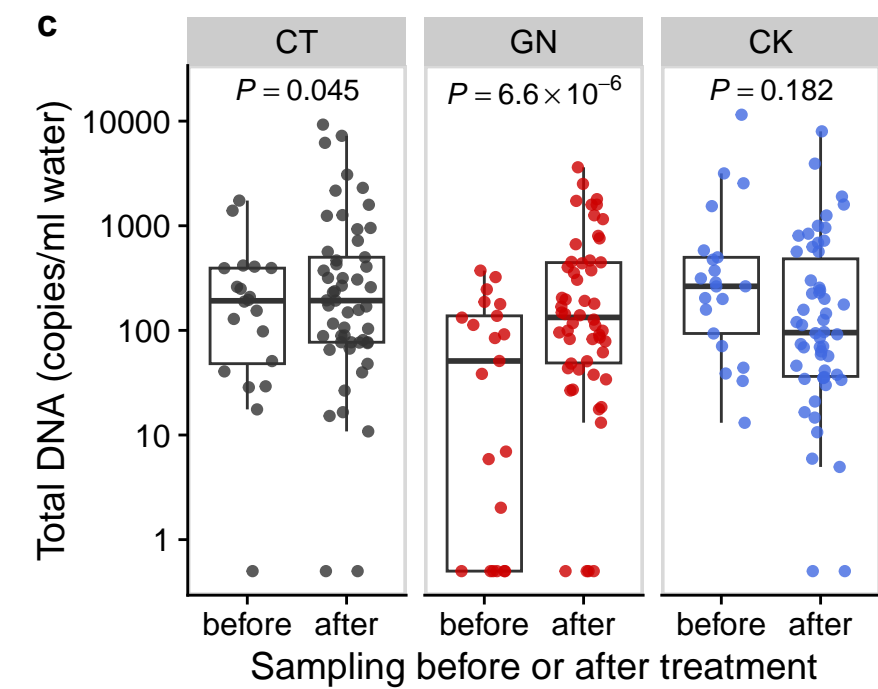 c
CT GN CK
P = 0.045 P = 6.6 × 10⁻⁶ P = 0.182
Total DNA (copies/ml water)
10000
1000
100
10
1
before after before after before after
Sampling before or after treatment